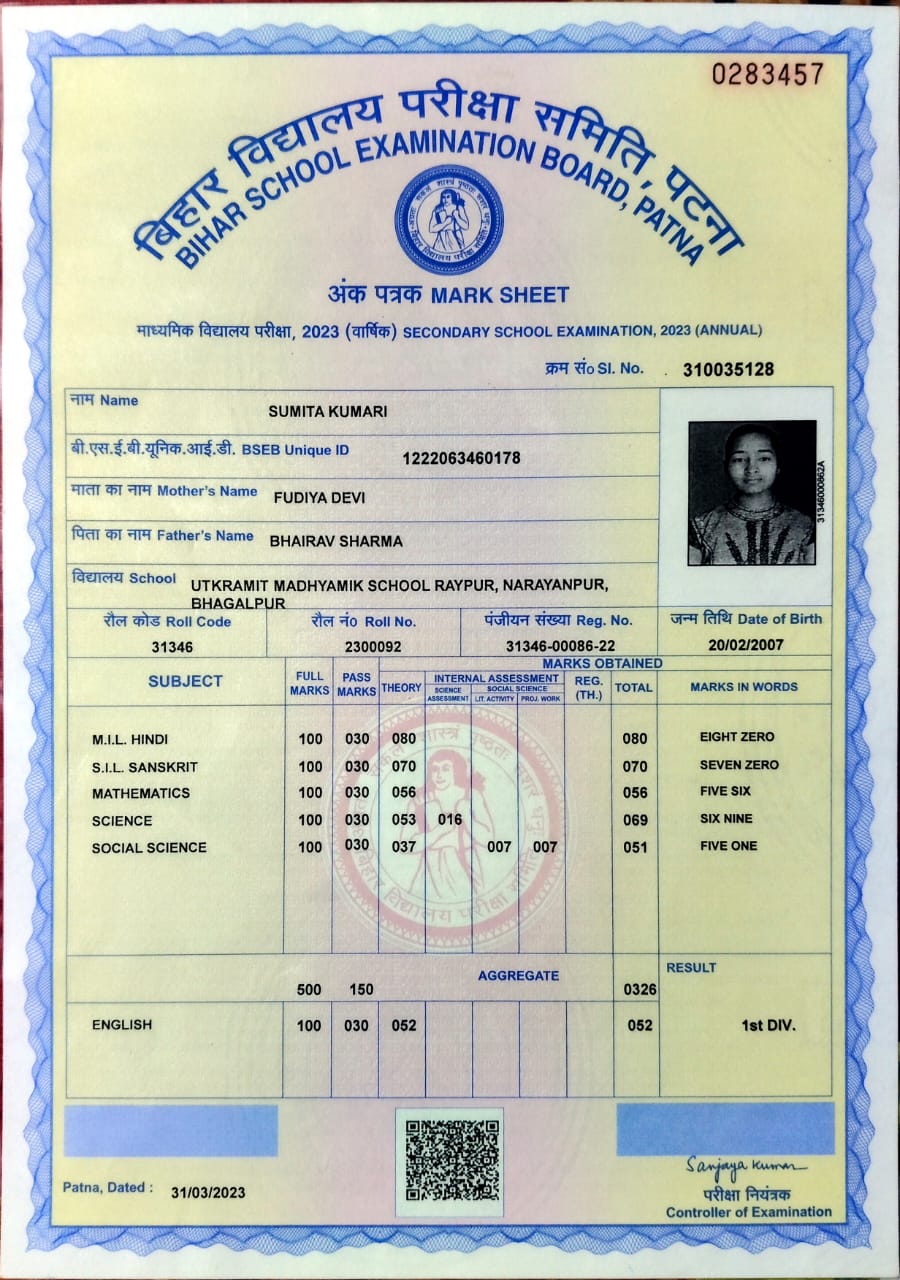 0283457
बिहार विद्यालय परीक्षा समिति, पटना
BIHAR SCHOOL EXAMINATION BOARD, PATNA
अंक पत्रक MARK SHEET
माध्यमिक विद्यालय परीक्षा, 2023 (वार्षिक) SECONDARY SCHOOL EXAMINATION, 2023 (ANNUAL)
क्रम सं० Sl. No. 310035128
नाम Name SUMITA KUMARI
बी.एस.ई.बी.यूनिक.आई.डी. BSEB Unique ID 1222063460178
माता का नाम Mother's Name FUDIYA DEVI
पिता का नाम Father's Name BHAIRAV SHARMA
31346000862A
विद्यालय School UTKRAMIT MADHYAMIK SCHOOL RAYPUR, NARAYANPUR,
BHAGALPUR
रौल कोड Roll Code रौल नं० Roll No. पंजीयन संख्या Reg. No. जन्म तिथि Date of Birth
31346 2300092 31346-00086-22 20/02/2007
MARKS OBTAINED
SUBJECT FULL MARKS PASS MARKS THEORY INTERNAL ASSESSMENT REG. (TH.) TOTAL MARKS IN WORDS
SCIENCE ASSESSMENT SOCIAL SCIENCE
LIT. ACTIVITY PROJ. WORK
M.I.L. HINDI 100 030 080 080 EIGHT ZERO
S.I.L. SANSKRIT 100 030 070 070 SEVEN ZERO
MATHEMATICS 100 030 056 056 FIVE SIX
SCIENCE 100 030 053 016 069 SIX NINE
SOCIAL SCIENCE 100 030 037 007 007 051 FIVE ONE
AGGREGATE RESULT
500 150 0326
ENGLISH 100 030 052 052 1st DIV.
Patna, Dated : 31/03/2023
Sanjaya Kumar
परीक्षा नियंत्रक
Controller of Examination